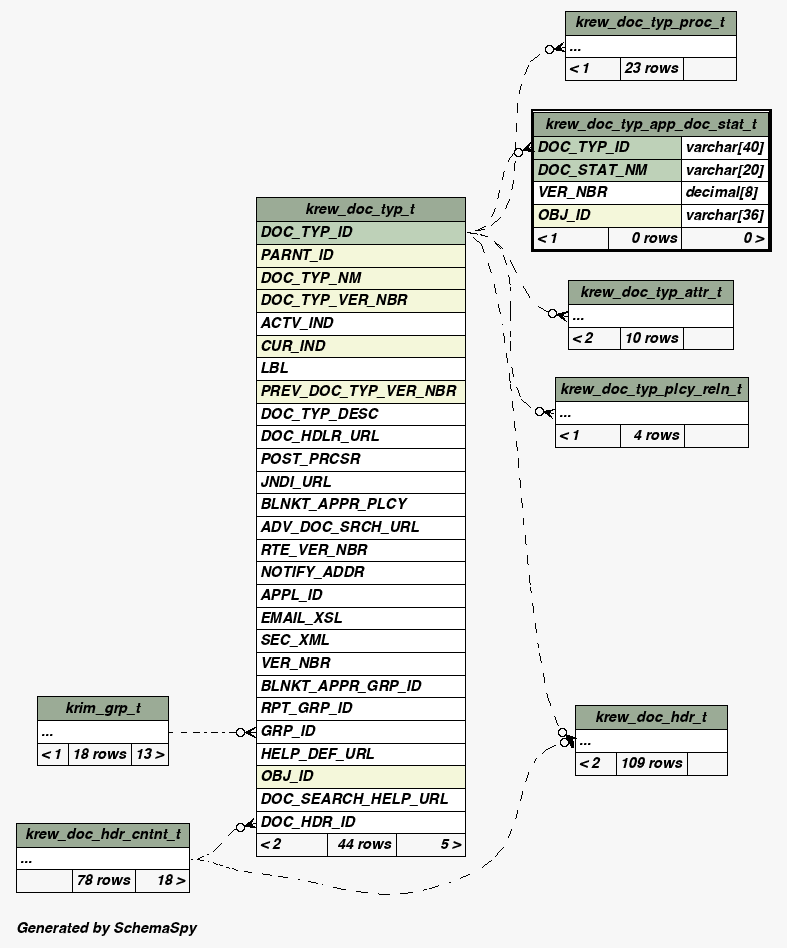 krew_doc_typ_proc_t
...
< 1 23 rows
krew_doc_typ_app_doc_stat_t
DOC_TYP_ID varchar[40]
DOC_STAT_NM varchar[20]
VER_NBR decimal[8]
OBJ_ID varchar[36]
< 1 0 rows 0 >
krew_doc_typ_t
DOC_TYP_ID
PARNT_ID
DOC_TYP_NM
DOC_TYP_VER_NBR
ACTV_IND
CUR_IND
LBL
PREV_DOC_TYP_VER_NBR
DOC_TYP_DESC
DOC_HDLR_URL
POST_PRCSR
JNDI_URL
BLNKT_APPR_PLCY
ADV_DOC_SRCH_URL
RTE_VER_NBR
NOTIFY_ADDR
APPL_ID
EMAIL_XSL
SEC_XML
VER_NBR
BLNKT_APPR_GRP_ID
RPT_GRP_ID
GRP_ID
HELP_DEF_URL
OBJ_ID
DOC_SEARCH_HELP_URL
DOC_HDR_ID
< 2 44 rows 5 >
krew_doc_typ_attr_t
...
< 2 10 rows
krew_doc_typ_plcy_reln_t
...
< 1 4 rows
krim_grp_t
...
< 1 18 rows 13 >
krew_doc_hdr_t
...
< 2 109 rows
krew_doc_hdr_cntnt_t
...
78 rows 18 >
Generated by SchemaSpy